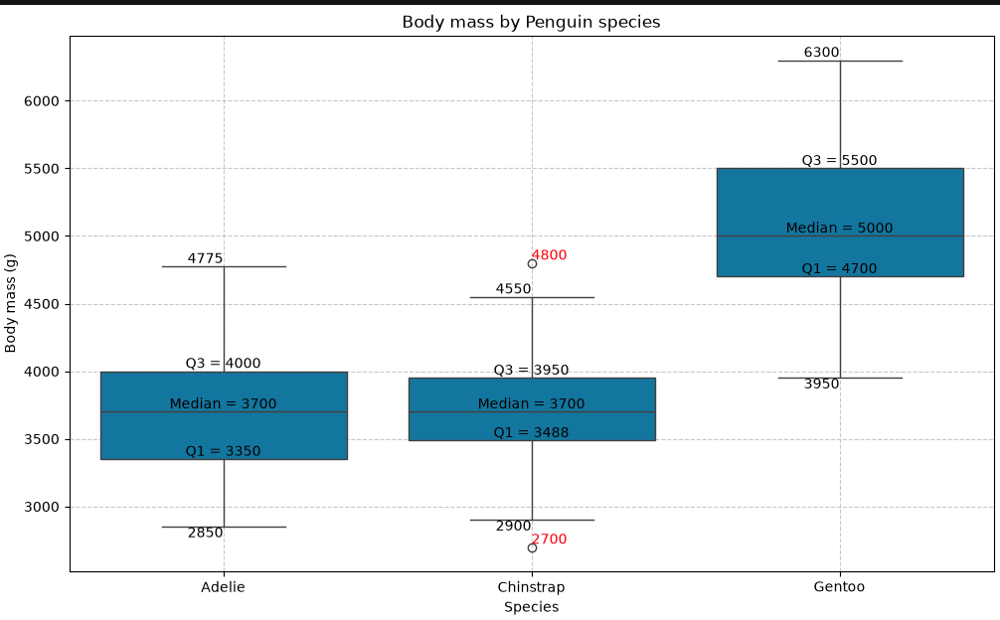 Body mass by Penguin species
Body mass (g)
6000
5500
5000
4500
4000
3500
3000
4775
Q3 = 4000
Median = 3700
Q1 = 3350
2850
4800
4550
Q3 = 3950
Median = 3700
Q1 = 3488
2900
2700
6300
Q3 = 5500
Median = 5000
Q1 = 4700
3950
Adelie
Chinstrap
Gentoo
Species